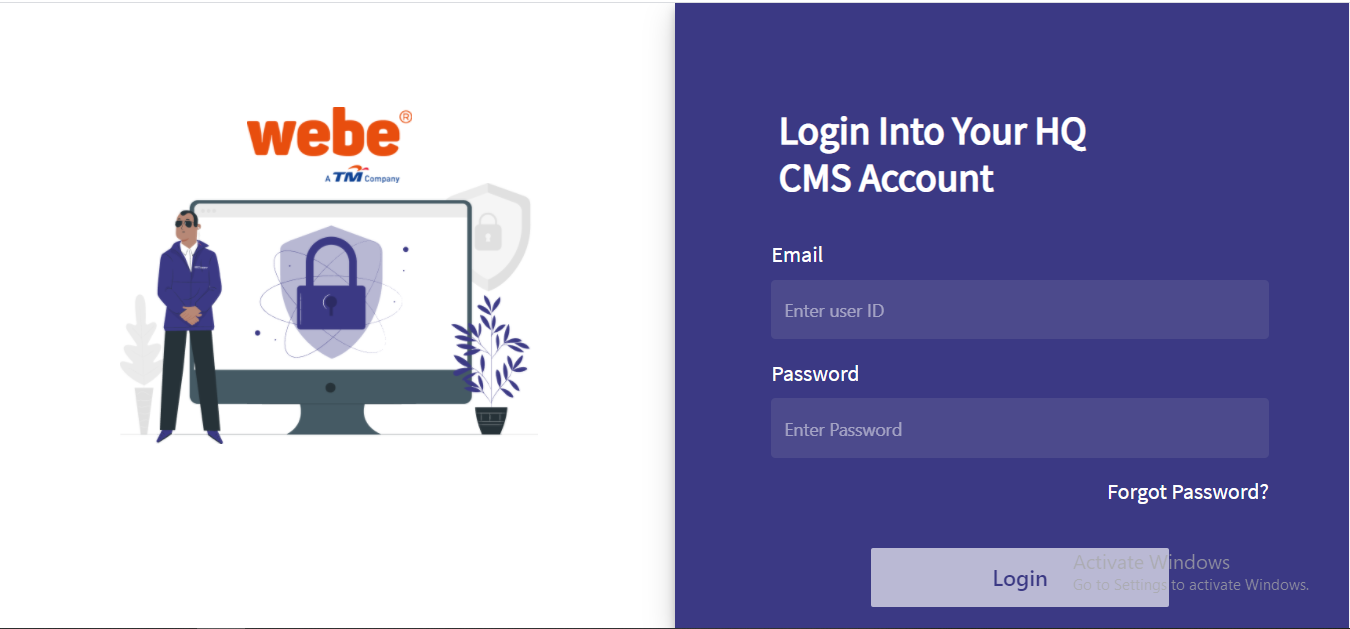 webe®
A TM Company
Login Into Your HQ
CMS Account
Email
Enter user ID
Password
Enter Password
Forgot Password?
Login
Activate Windows
Go to Settings to activate Windows.